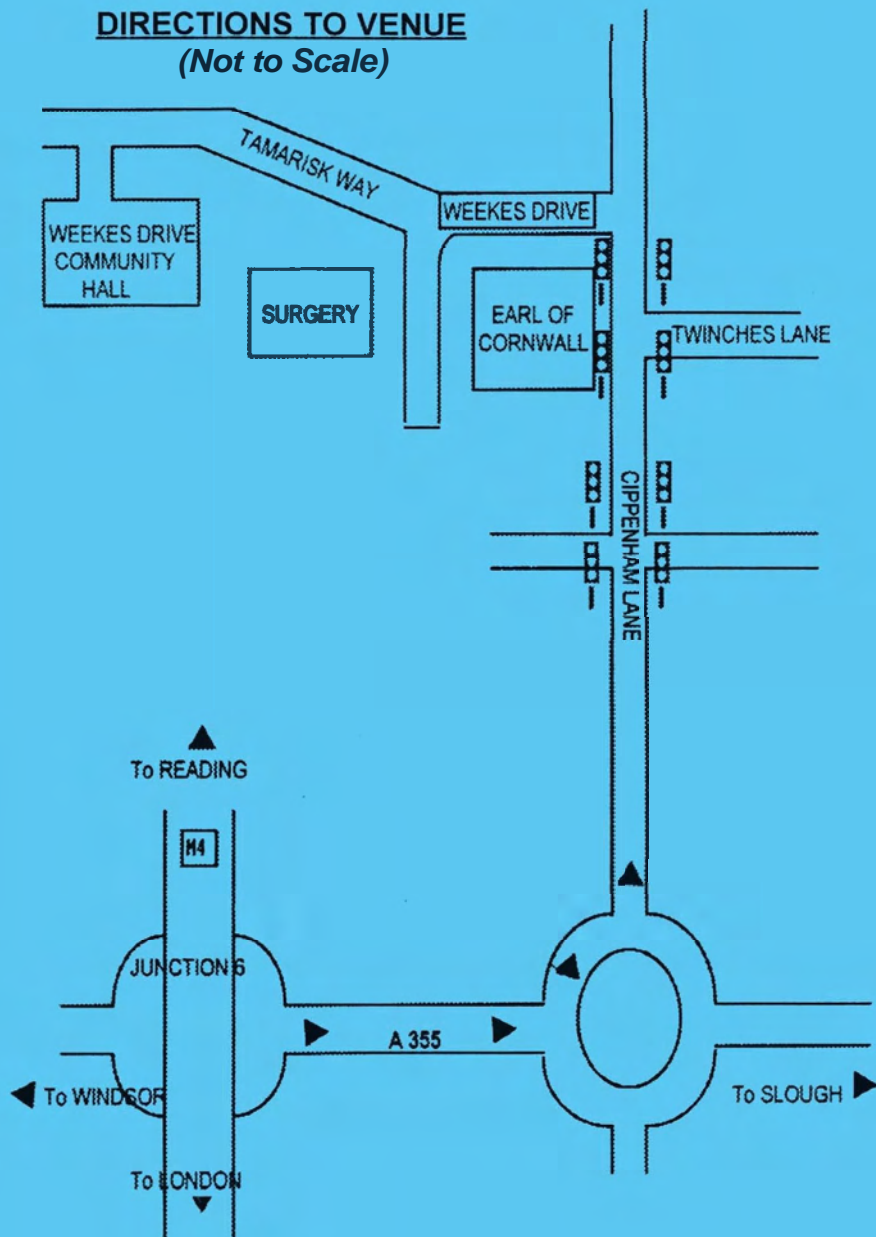 DIRECTIONS TO VENUE
(Not to Scale)
TAMARISK WAY
WEEKES DRIVE
WEEKES DRIVE
COMMUNITY
HALL
SURGERY
EARL OF
CORNWALL
TWINCHES LANE
CIPPENHAM LANE
To READING
M4
JUNCTION 6
A 355
To WINDSOR
To SLOUGH
To LONDON